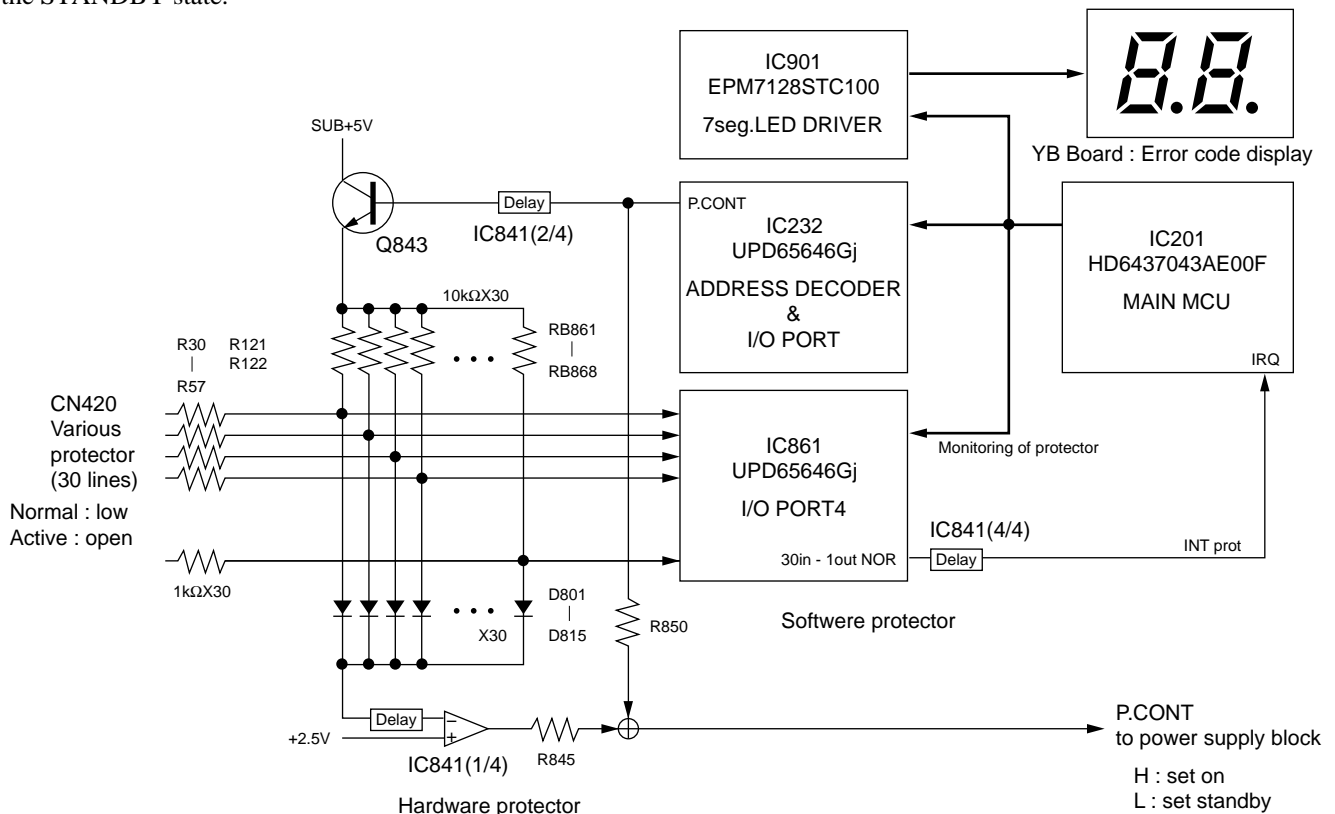 the STANDBY state.
IC901
EPM7128STC100
7seg.LED DRIVER
8.8.
YB Board : Error code display
SUB+5V
Q843
Delay
IC841(2/4)
P.CONT
IC232
UPD65646Gj
ADDRESS DECODER
&
I/O PORT
IC201
HD6437043AE00F
MAIN MCU
IRQ
10kΩX30
RB861
RB868
R30
R57
R121
R122
CN420
Various
protector
(30 lines)
Normal : low
Active : open
1kΩX30
IC861
UPD65646Gj
I/O PORT4
30in - 1out NOR
Monitoring of protector
IC841(4/4)
Delay
INT prot
X30
D801
D815
R850
Softwere protector
Delay
+2.5V
−
+
IC841(1/4)
R845
Hardware protector
P.CONT
to power supply block
H : set on
L : set standby